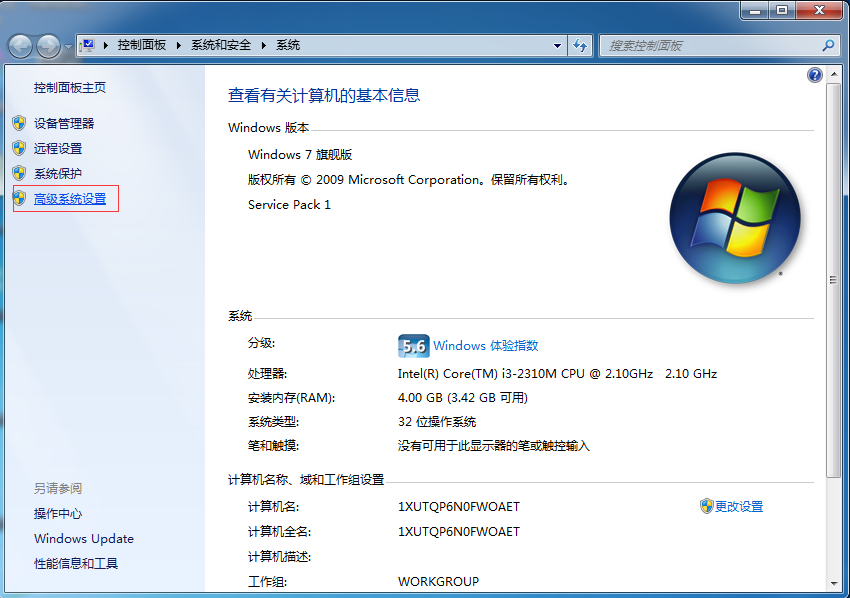 控制面板 ▸ 系统和安全 ▸ 系统
搜索控制面板
控制面板主页
设备管理器
远程设置
系统保护
高级系统设置
另请参阅
操作中心
Windows Update
性能信息和工具
查看有关计算机的基本信息
Windows 版本
Windows 7 旗舰版
版权所有 © 2009 Microsoft Corporation。保留所有权利。
Service Pack 1
系统
分级:
5.6 Windows 体验指数
处理器:
Intel(R) Core(TM) i3-2310M CPU @ 2.10GHz 2.10 GHz
安装内存(RAM):
4.00 GB (3.42 GB 可用)
系统类型:
32 位操作系统
笔和触摸:
没有可用于此显示器的笔或触控输入
计算机名称、域和工作组设置
计算机名:
1XUTQP6N0FWOAET
更改设置
计算机全名:
1XUTQP6N0FWOAET
计算机描述:
工作组:
WORKGROUP